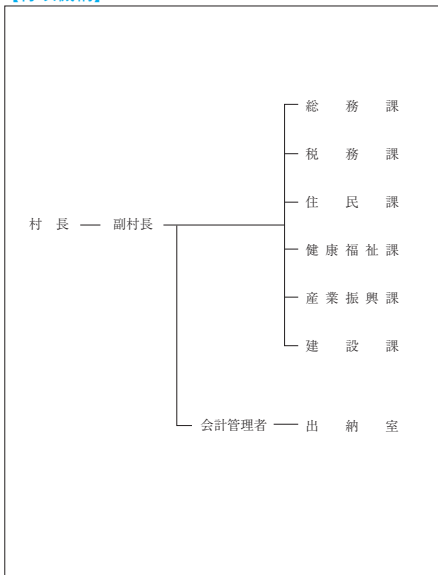 総務課
税務課
住民課
村長 副村長
健康福祉課
産業振興課
建設課
会計管理者 出納室